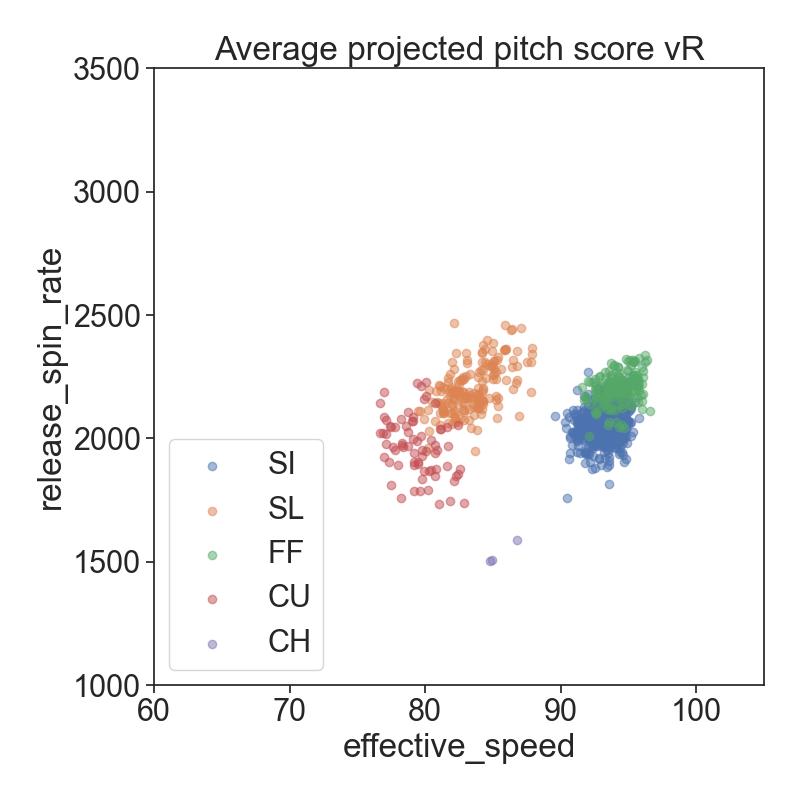 Average projected pitch score vR
3500
3000
2500
2000
1500
1000
release_spin_rate
SI
SL
FF
CU
CH
60 70 80 90 100
effective_speed